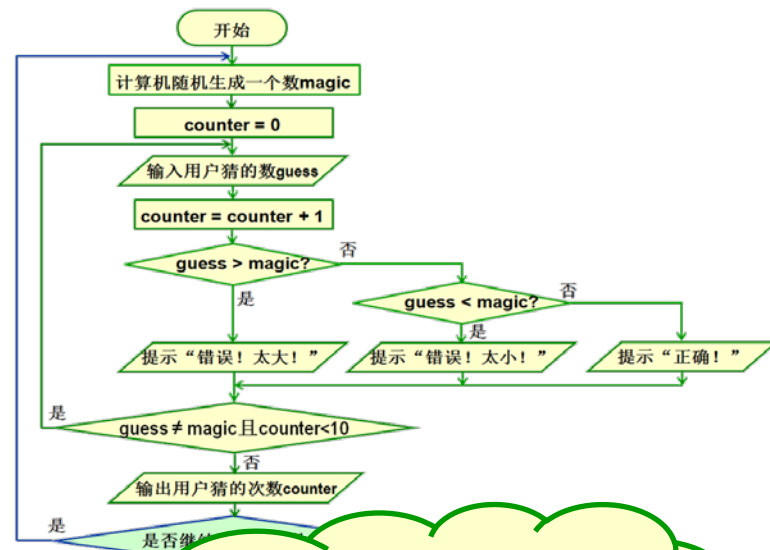 开始
计算机随机生成一个数magic
counter = 0
输入用户猜的数guess
counter = counter + 1
否
guess > magic?
否
guess < magic?
是
是
提示“错误！太大！”
提示“错误！太小！”
提示“正确！”
是
guess ≠ magic且counter<10
否
输出用户猜的次数counter
是
是否继